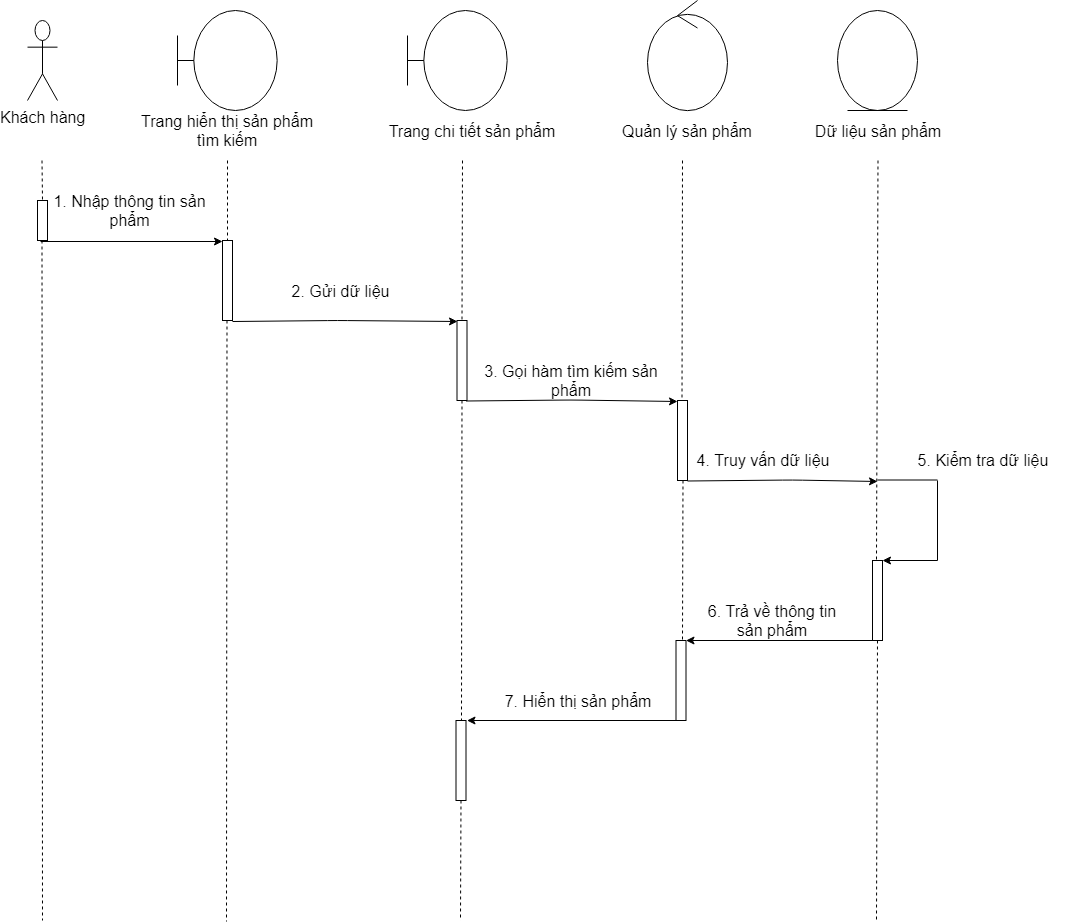 Khách hàng
Trang hiển thị sản phẩm
tìm kiếm
Trang chi tiết sản phẩm
Quản lý sản phẩm
Dữ liệu sản phẩm
1. Nhập thông tin sản
phẩm
2. Gửi dữ liệu
3. Gọi hàm tìm kiếm sản
phẩm
4. Truy vấn dữ liệu
5. Kiểm tra dữ liệu
6. Trả về thông tin
sản phẩm
7. Hiển thị sản phẩm